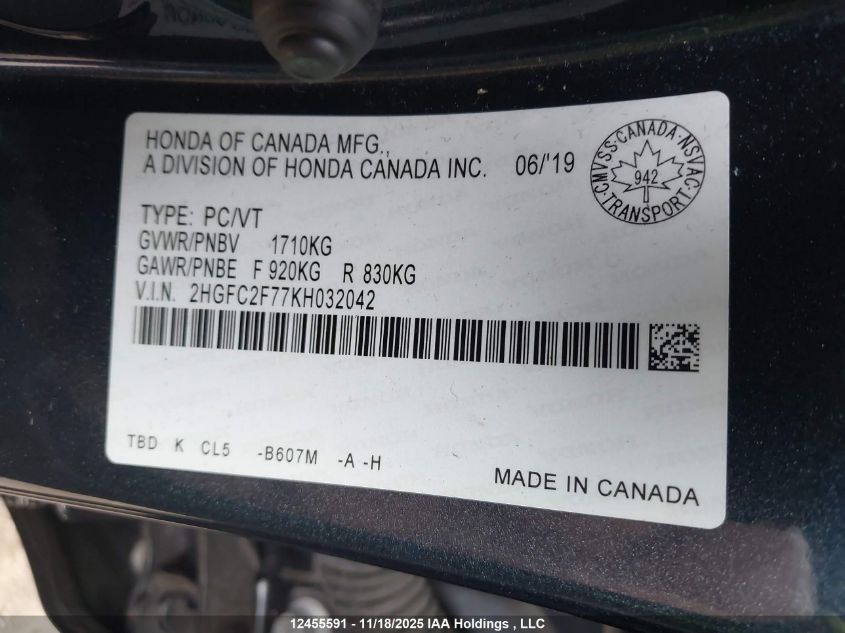 HONDA OF CANADA MFG.,
A DIVISION OF HONDA CANADA INC. 06/'19
CMVSS·CANADA·NSVAC
942
TRANSPORT
TYPE: PC/VT
GVWR/PNBV 1710KG
GAWR/PNBE F 920KG R 830KG
V.I.N. 2HGFC2F77KH032042
TBD K CL5 -B607M -A -H
MADE IN CANADA
12455591 - 11/18/2025 IAA Holdings , LLC